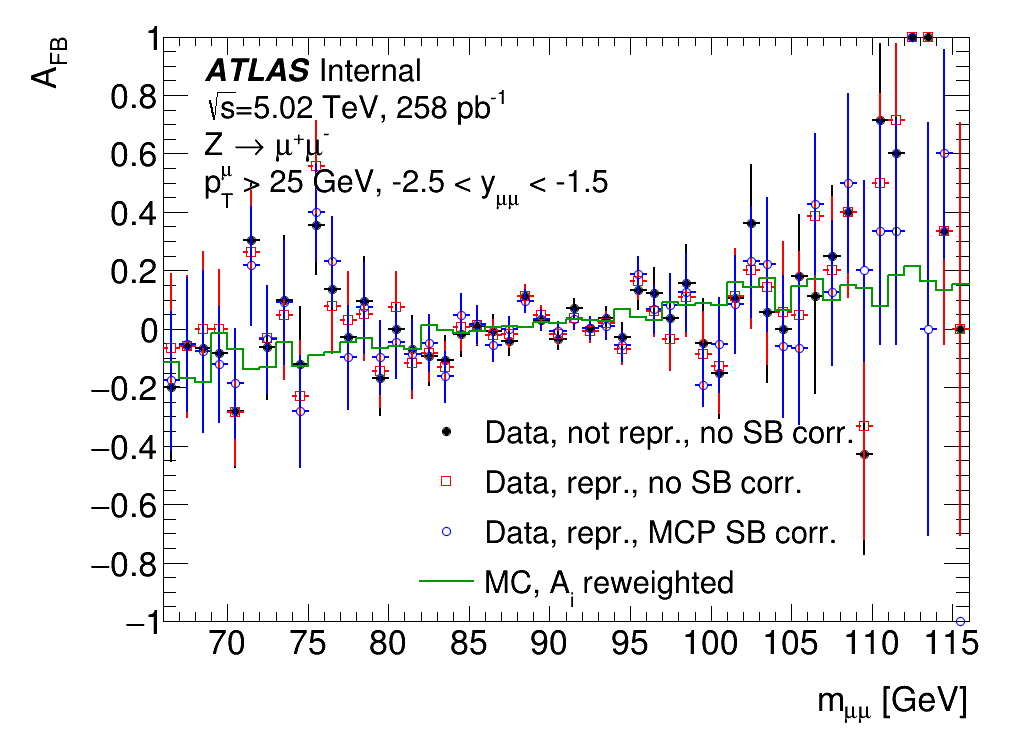 A_FB
ATLAS Internal
√s=5.02 TeV, 258 pb⁻¹
Z → μ⁺μ⁻
p_T^μ > 25 GeV, -2.5 < y_μμ < -1.5
1
0.8
0.6
0.4
0.2
0
−0.2
−0.4
−0.6
−0.8
−1
Data, not repr., no SB corr.
Data, repr., no SB corr.
Data, repr., MCP SB corr.
MC, A_i reweighted
70 75 80 85 90 95 100 105 110 115
m_μμ [GeV]